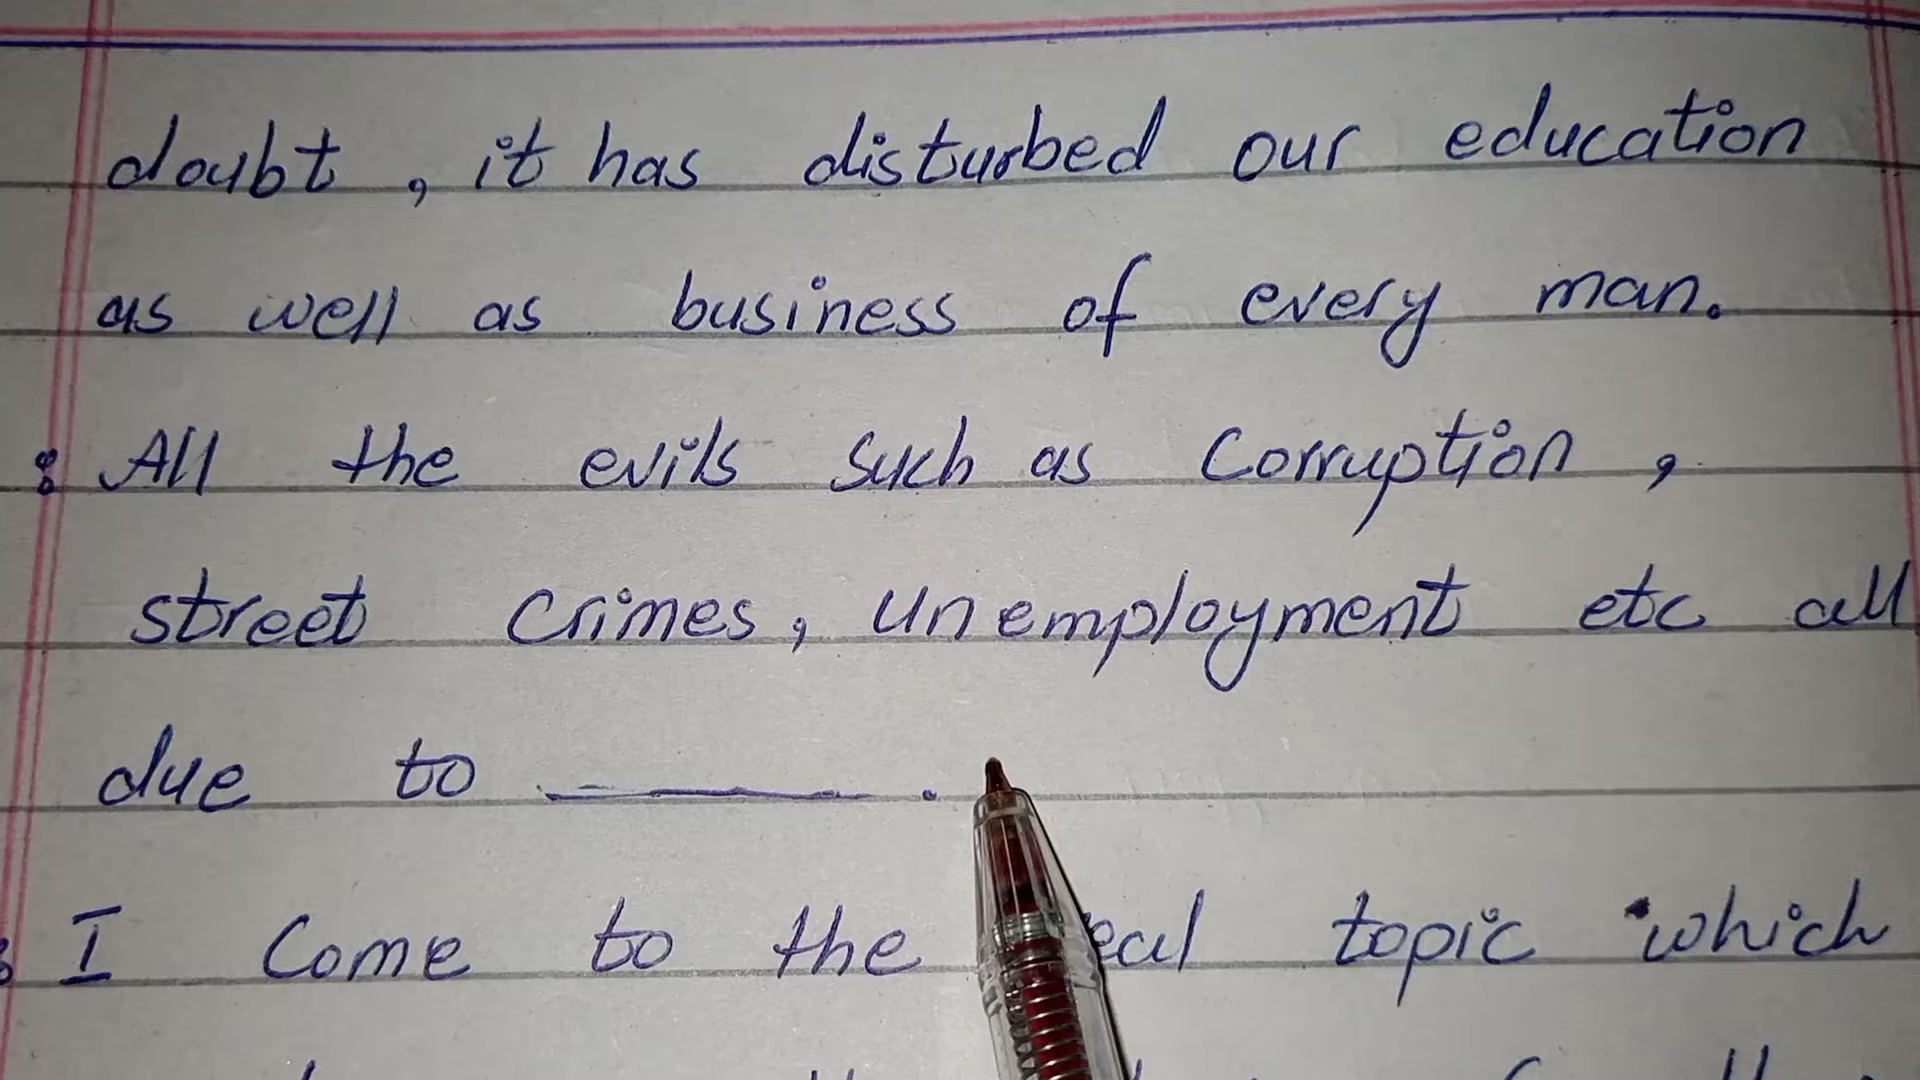 doubt , it has disturbed our education
as well as business of every man.
: All the evils such as Corruption ,
street Crimes, unemployment etc all
due to ______ .
: I Come to the topic which